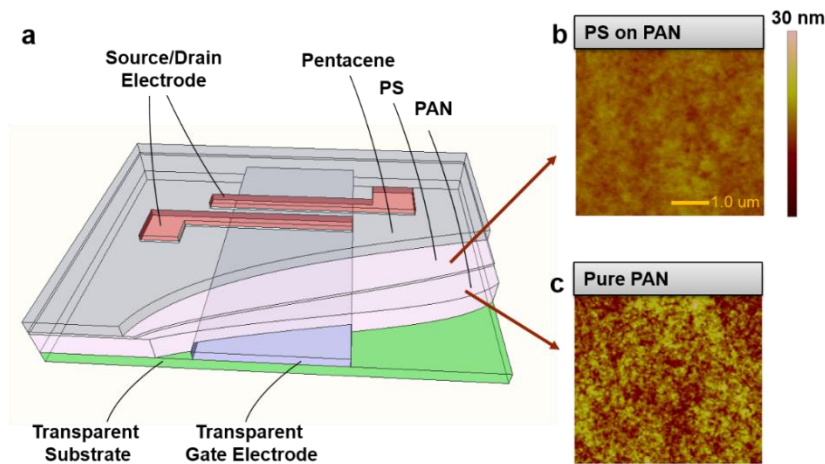 a
Source/Drain
Electrode
Pentacene
PS
PAN
Transparent
Substrate
Transparent
Gate Electrode
b
PS on PAN
30 nm
1.0 um
c
Pure PAN